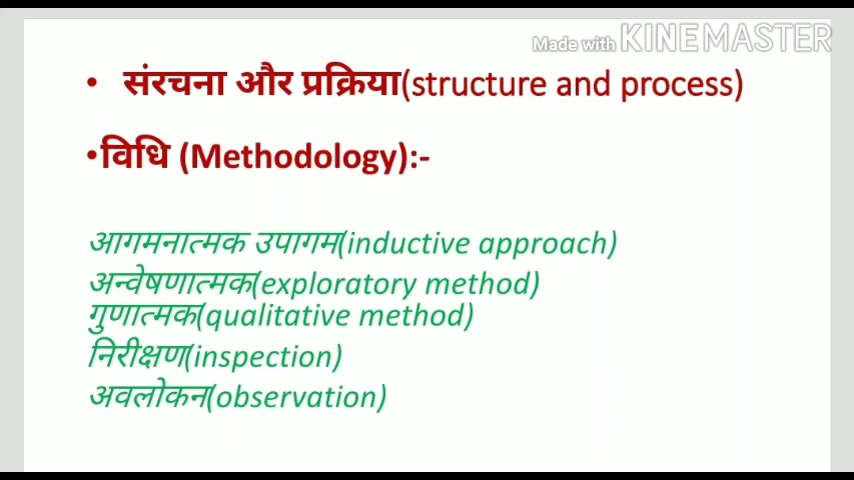 Made with KINEMASTER
• संरचना और प्रक्रिया(structure and process)
•विधि (Methodology):-
आगमनात्मक उपागम(inductive approach)
अन्वेषणात्मक(exploratory method)
गुणात्मक(qualitative method)
निरीक्षण(inspection)
अवलोकन(observation)